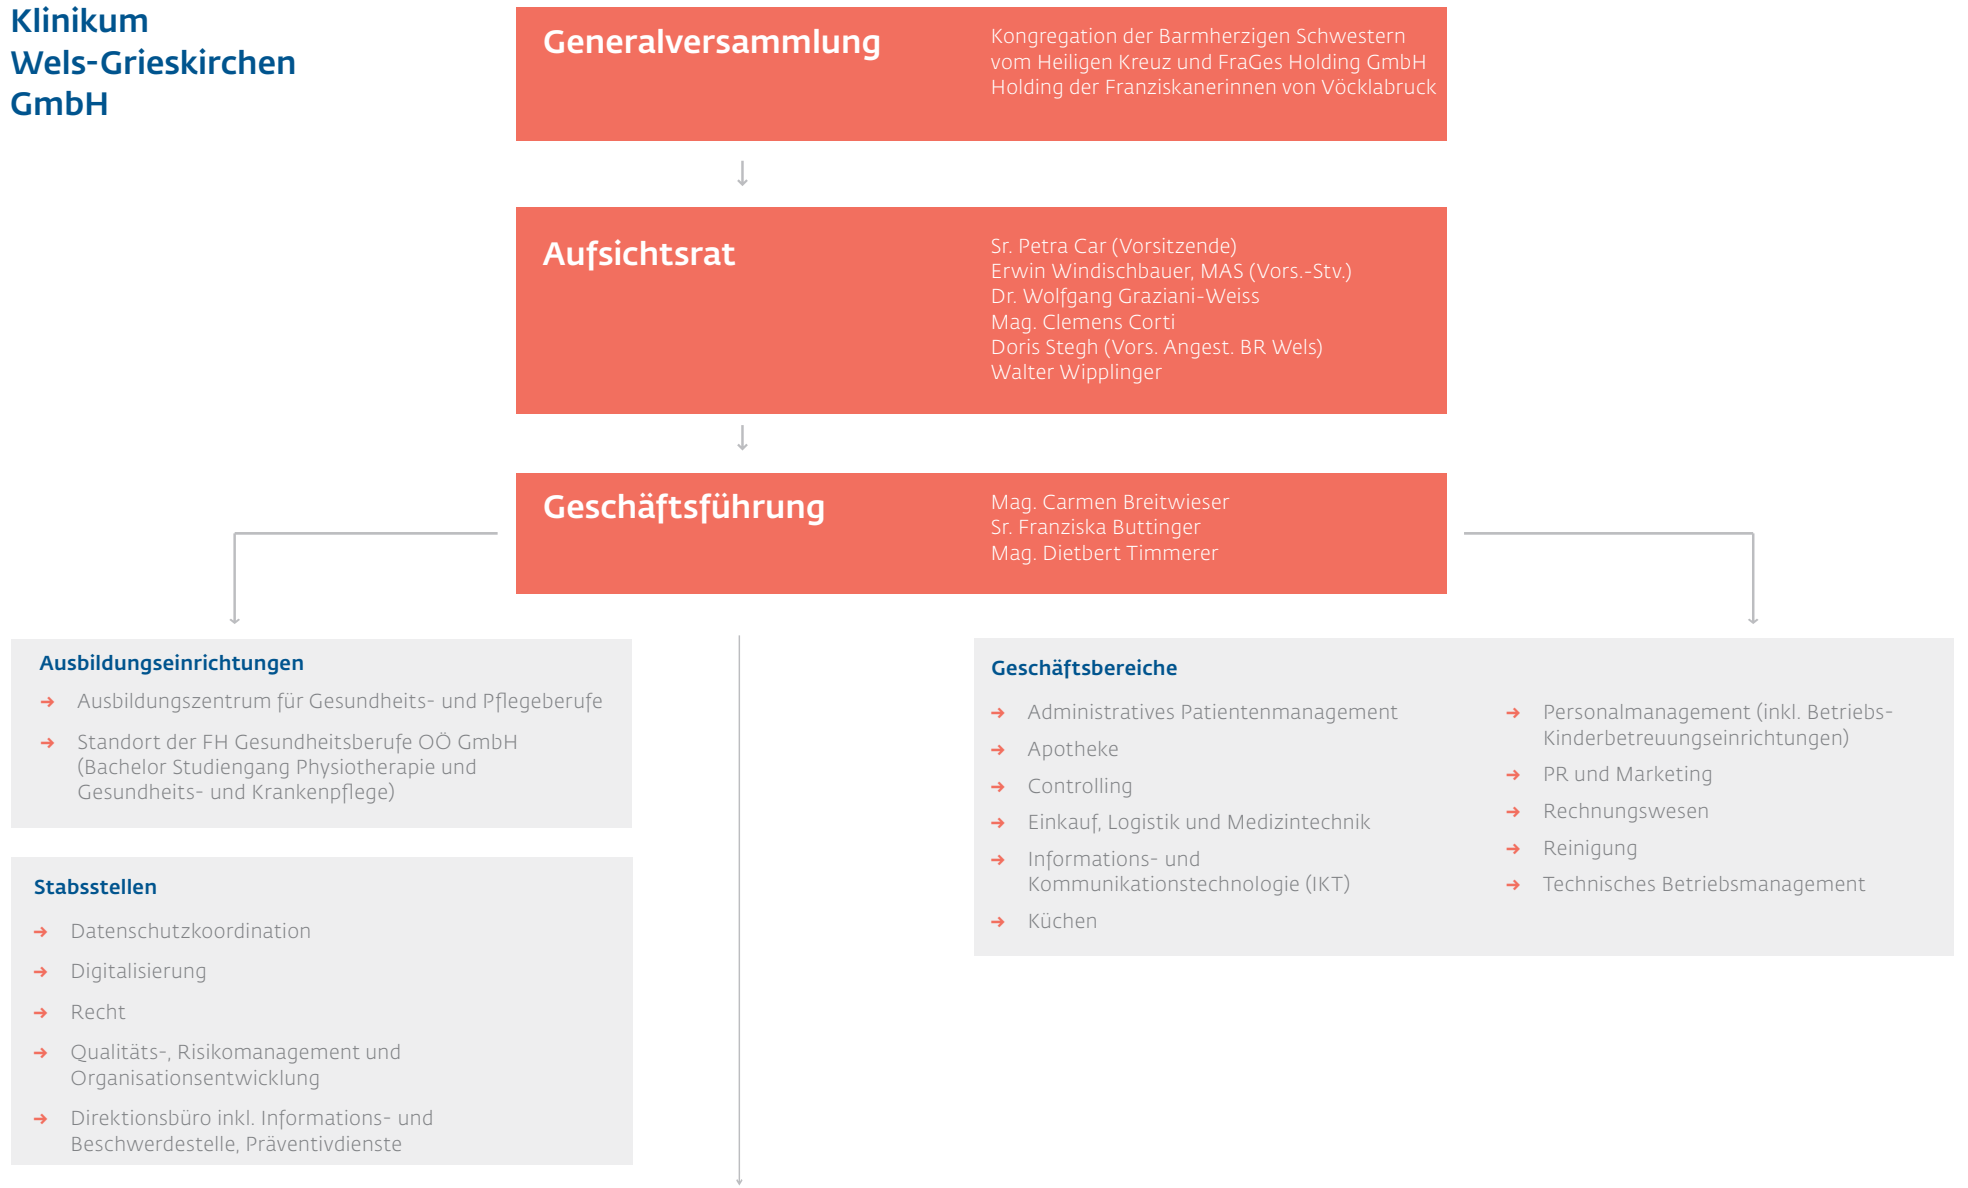 Klinikum
Wels-Grieskirchen
GmbH
Generalversammlung
Kongregation der Barmherzigen Schwestern
vom Heiligen Kreuz und FraGes Holding GmbH
Holding der Franziskanerinnen von Vöcklabruck
Aufsichtsrat
Sr. Petra Car (Vorsitzende)
Erwin Windischbauer, MAS (Vors.-Stv.)
Dr. Wolfgang Graziani-Weiss
Mag. Clemens Corti
Doris Stegh (Vors. Angest. BR Wels)
Walter Wipplinger
Geschäftsführung
Mag. Carmen Breitwieser
Sr. Franziska Buttinger
Mag. Dietbert Timmerer
Ausbildungseinrichtungen
→ Ausbildungszentrum für Gesundheits- und Pflegeberufe
→ Standort der FH Gesundheitsberufe OÖ GmbH
(Bachelor Studiengang Physiotherapie und
Gesundheits- und Krankenpflege)
Stabsstellen
→ Datenschutzkoordination
→ Digitalisierung
→ Recht
→ Qualitäts-, Risikomanagement und
Organisationsentwicklung
→ Direktionsbüro inkl. Informations- und
Beschwerdestelle, Präventivdienste
Geschäftsbereiche
→ Administratives Patientenmanagement
→ Apotheke
→ Controlling
→ Einkauf, Logistik und Medizintechnik
→ Informations- und
Kommunikationstechnologie (IKT)
→ Küchen
→ Personalmanagement (inkl. Betriebs-
Kinderbetreuungseinrichtungen)
→ PR und Marketing
→ Rechnungswesen
→ Reinigung
→ Technisches Betriebsmanagement